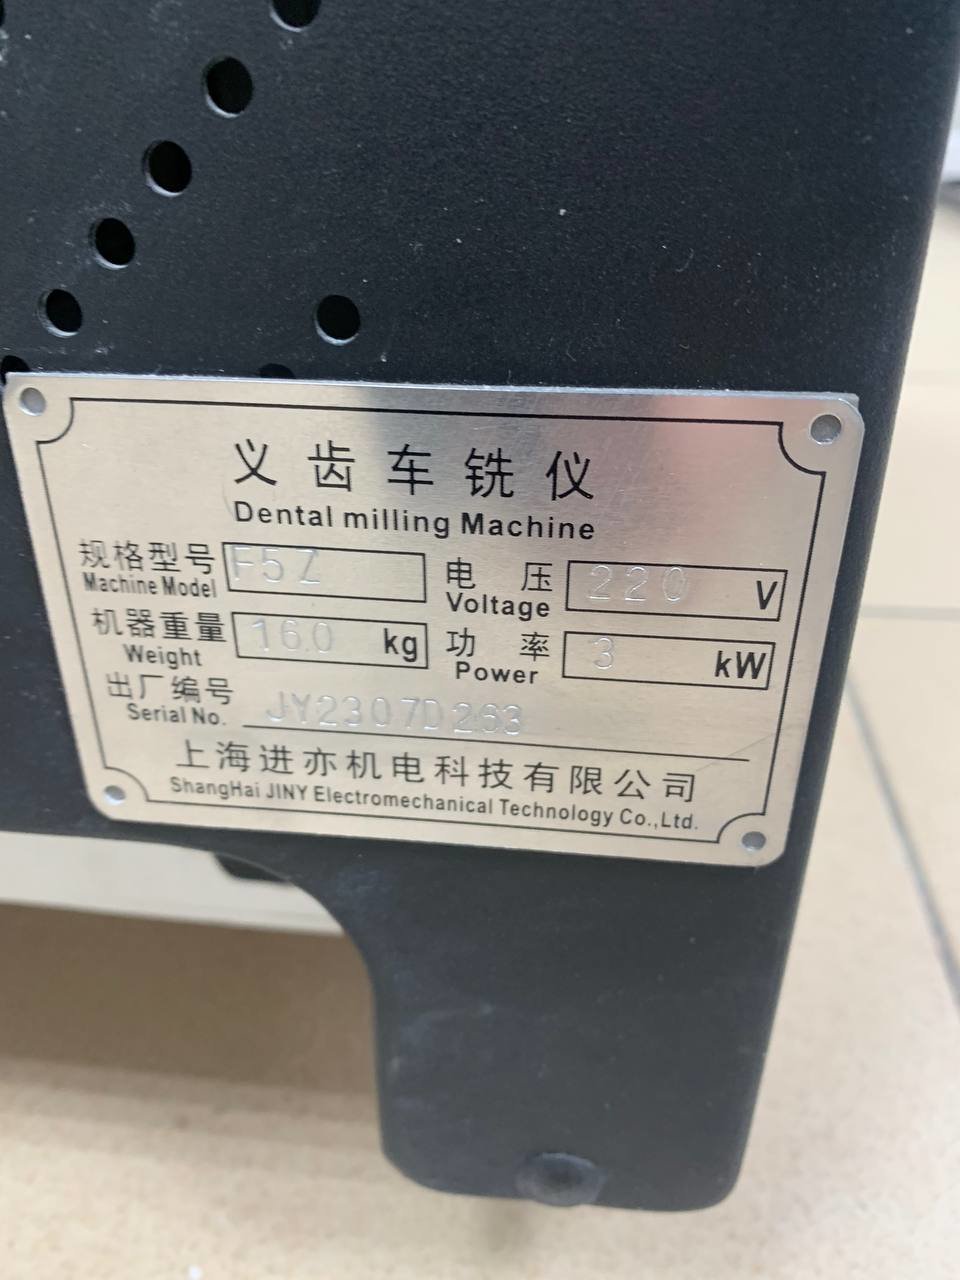 义齿车铣仪
Dental milling Machine
规格型号 F5Z 电压 220 V
Machine Model Voltage
机器重量 160 kg 功率 3 kW
Weight Power
出厂编号 JY2307D263
Serial No.
上海进亦机电科技有限公司
ShangHai JINY Electromechanical Technology Co.,Ltd.